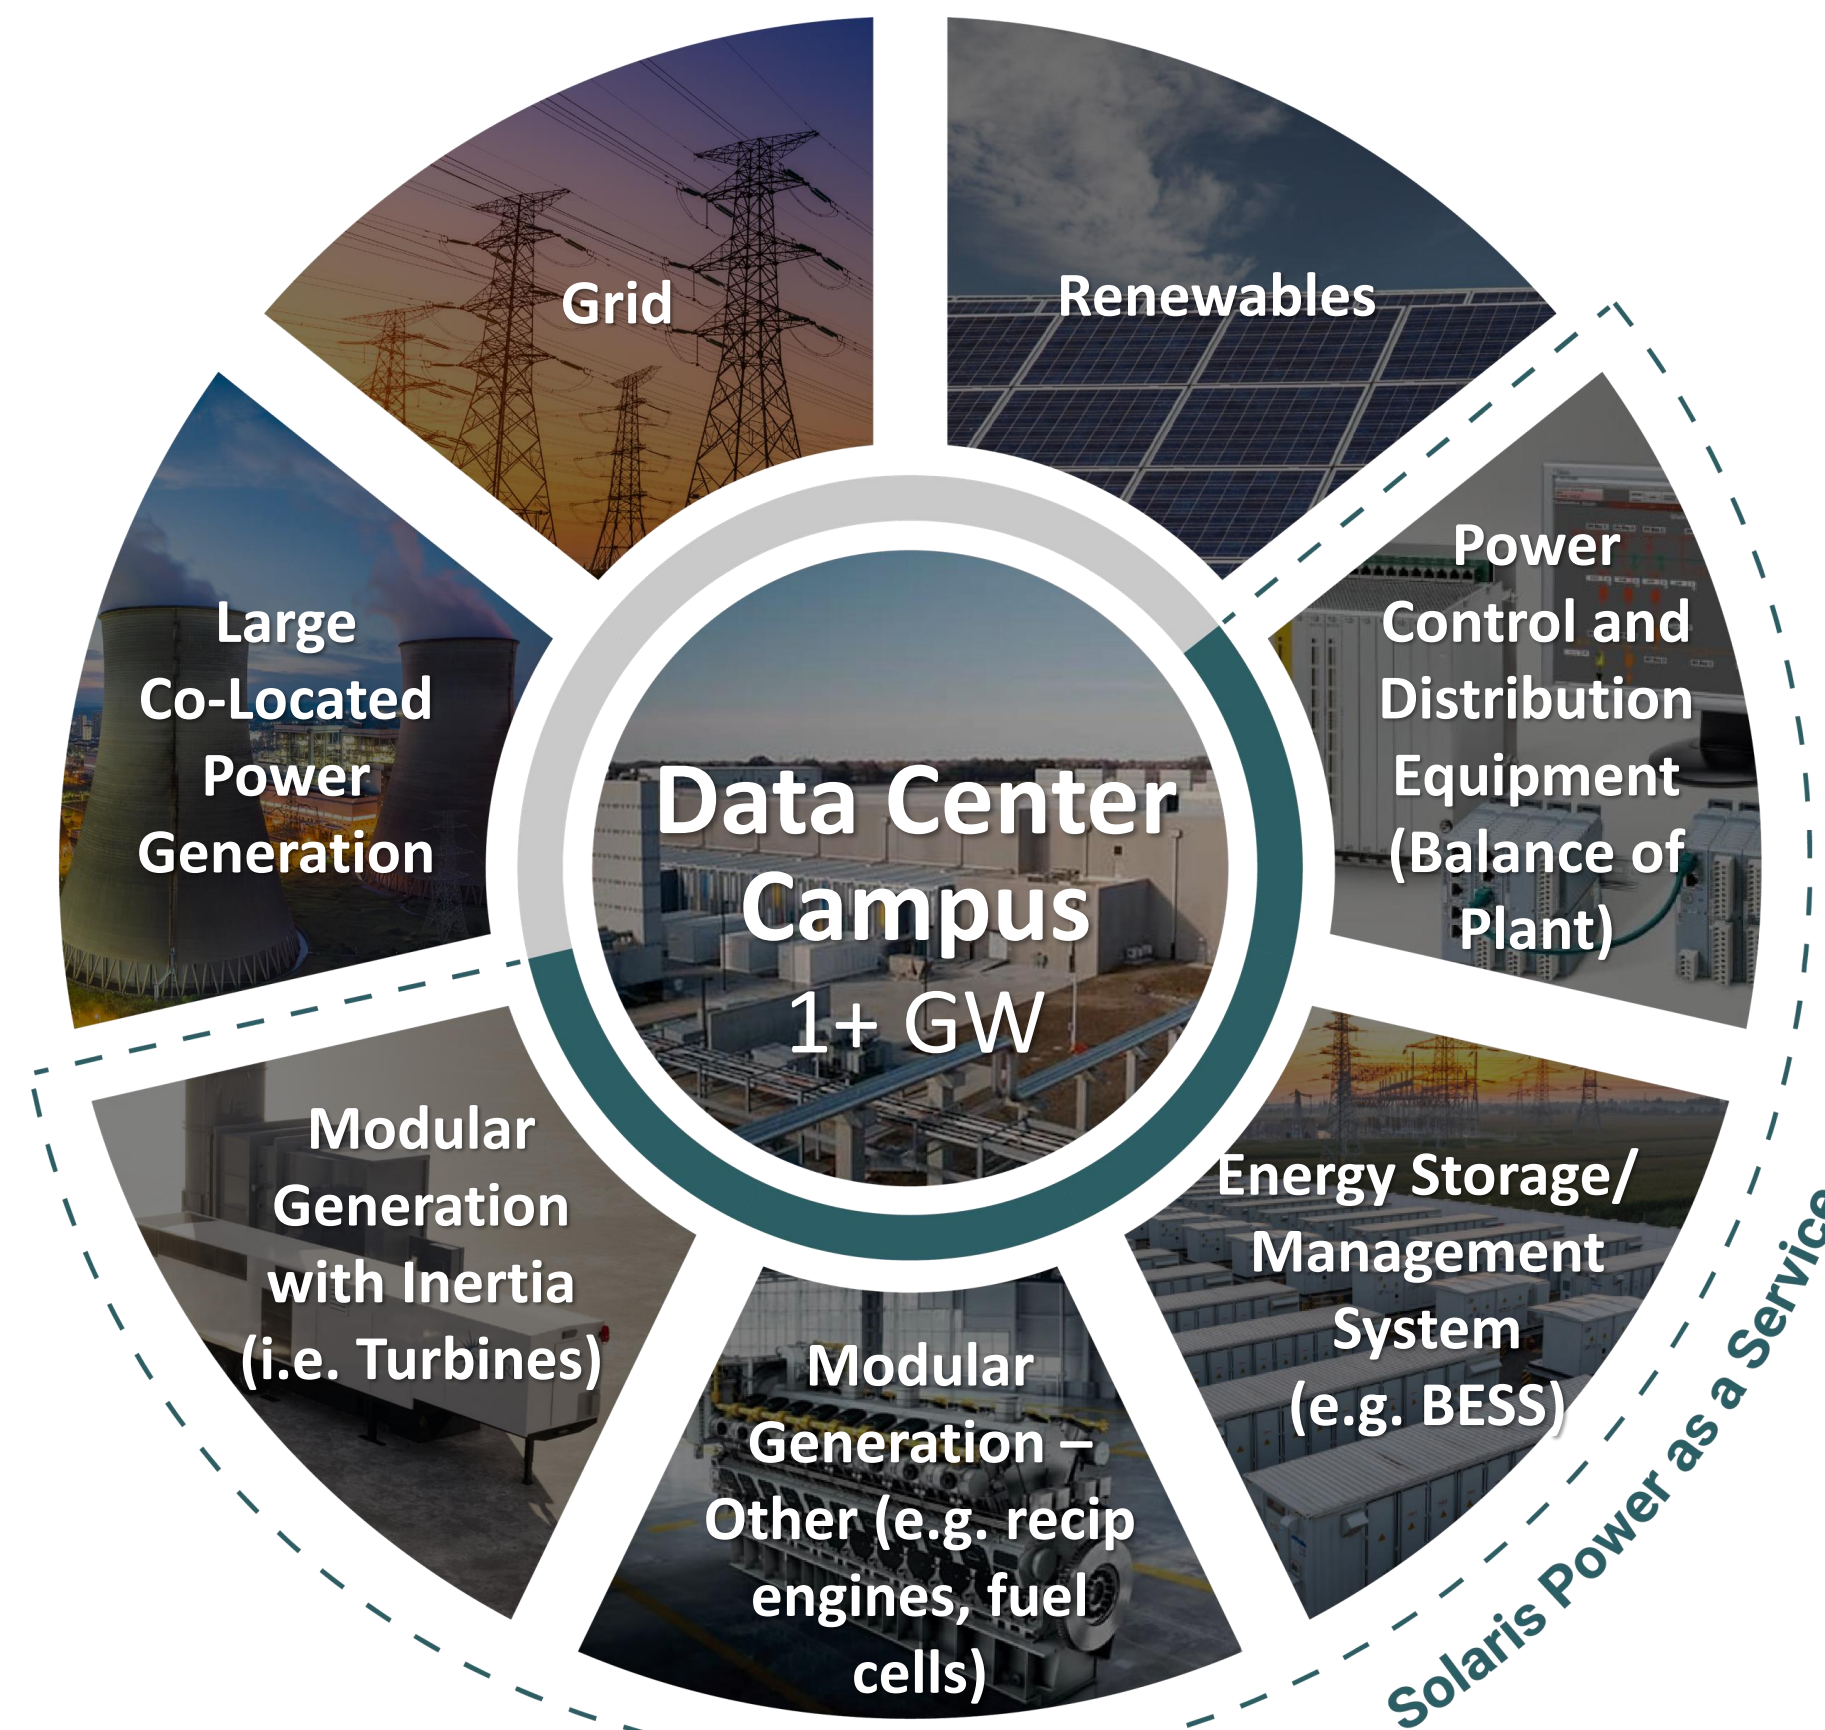 Grid
Renewables
Large
Co-Located
Power
Generation
Power
Control and
Distribution
Equipment
(Balance of
Plant)
Data Center
Campus
1+ GW
Modular
Generation
with Inertia
(i.e. Turbines)
Modular
Generation –
Other (e.g. recip
engines, fuel
cells)
Energy Storage/
Management
System
(e.g. BESS)
Solaris Power as a Service